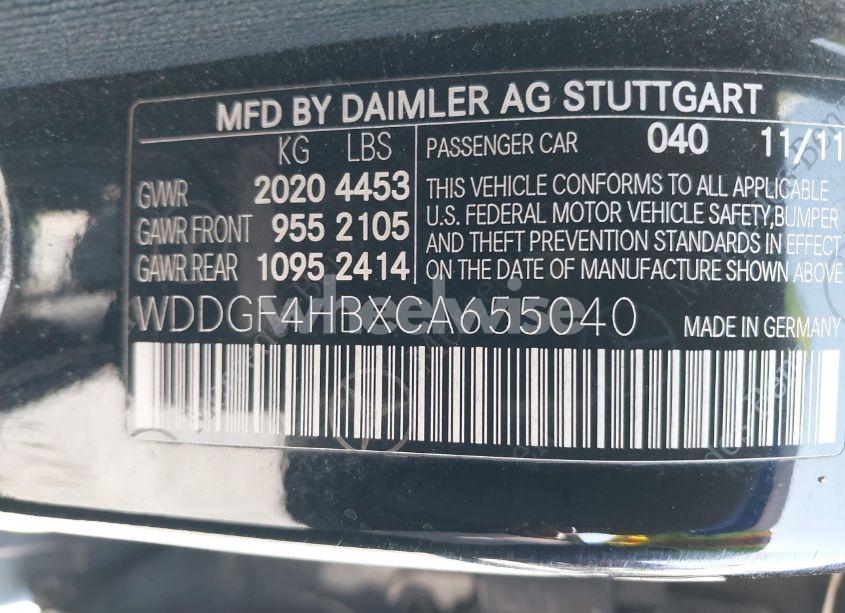 MFD BY DAIMLER AG STUTTGART
KG LBS
GVWR 2020 4453
GAWR FRONT 955 2105
GAWR REAR 1095 2414
PASSENGER CAR 040 11/11
THIS VEHICLE CONFORMS TO ALL APPLICABLE
U.S. FEDERAL MOTOR VEHICLE SAFETY,BUMPER
AND THEFT PREVENTION STANDARDS IN EFFECT
ON THE DATE OF MANUFACTURE SHOWN ABOVE
WDDGF4HBXCA655040 MADE IN GERMANY
wheelwise